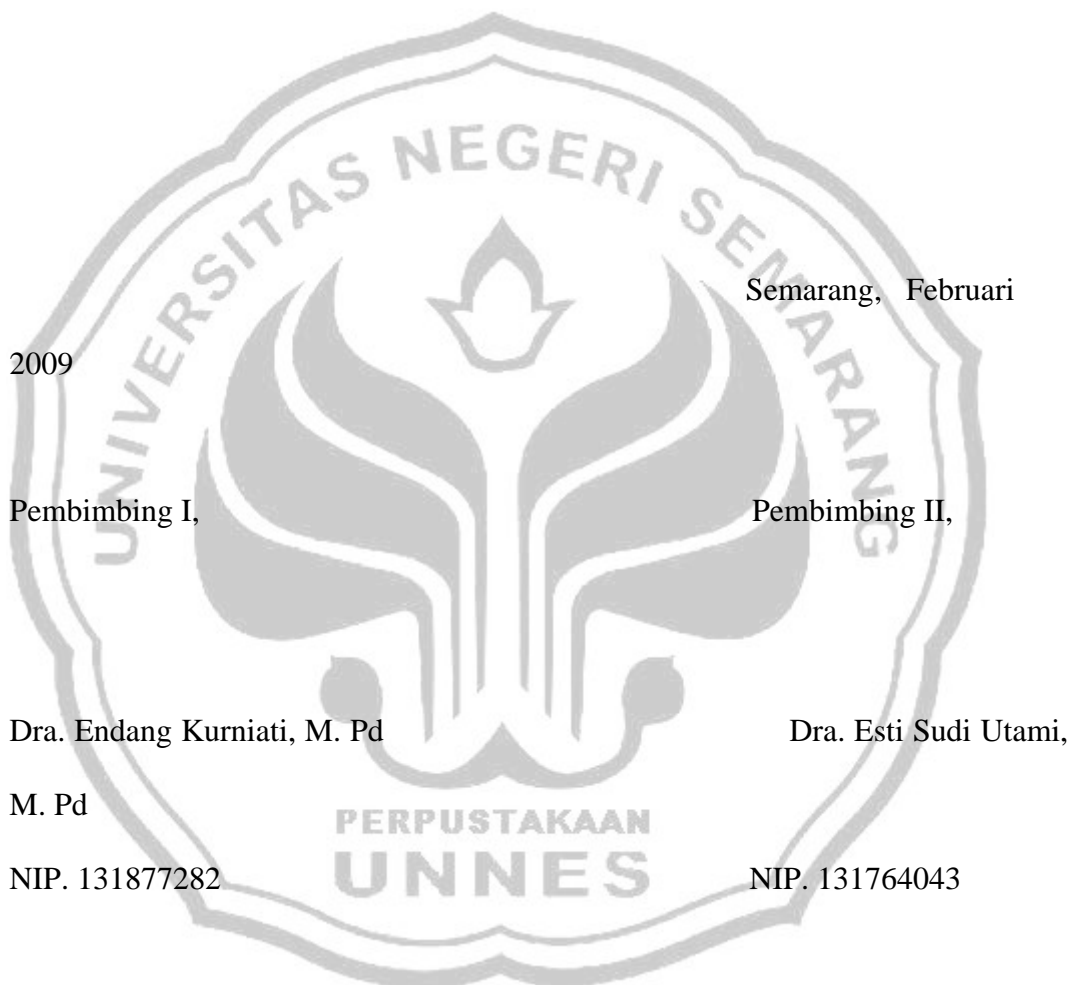 UNIVERSITAS NEGERI SEMARANG
Semarang, Februari
2009
Pembimbing I, Pembimbing II,
Dra. Endang Kurniati, M. Pd Dra. Esti Sudi Utami,
M. Pd
PERPUSTAKAAN
NIP. 131877282 UNNES NIP. 131764043